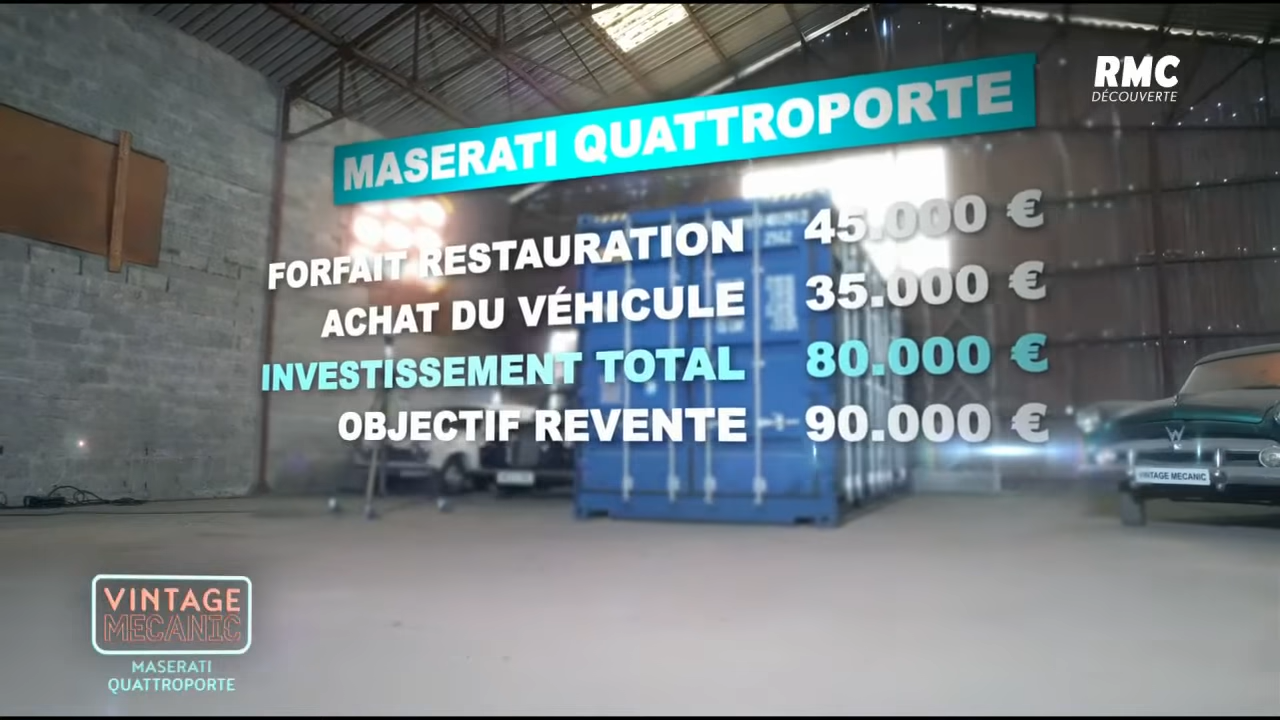 RMC
DÉCOUVERTE
MASERATI QUATTROPORTE
FORFAIT RESTAURATION 45.000 €
ACHAT DU VÉHICULE 35.000 €
INVESTISSEMENT TOTAL 80.000 €
OBJECTIF REVENTE 90.000 €
VINTAGE MECANIC
VINTAGE
MECANIC
MASERATI
QUATTROPORTE